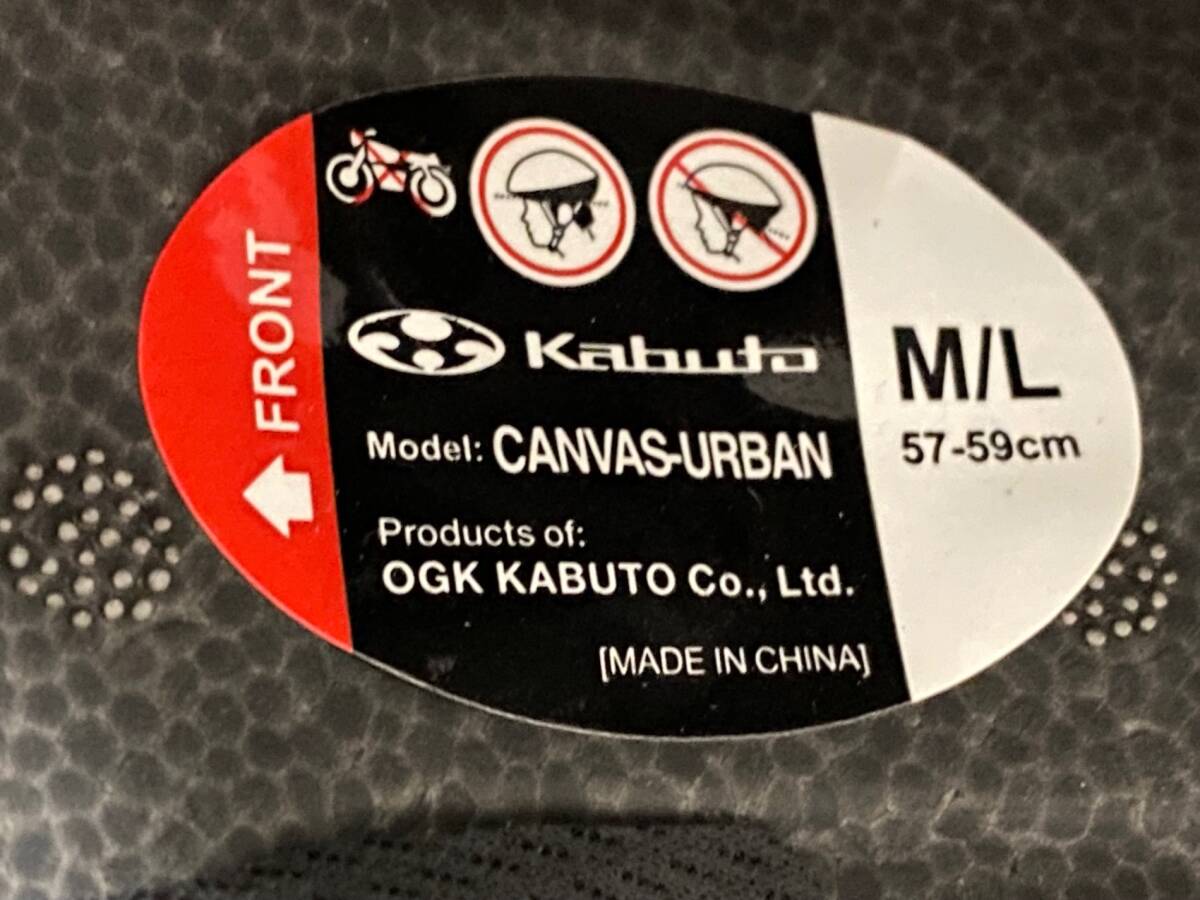 FRONT
Kabuto
Model: CANVAS-URBAN
Products of:
OGK KABUTO Co., Ltd.
[MADE IN CHINA]
M/L
57-59cm